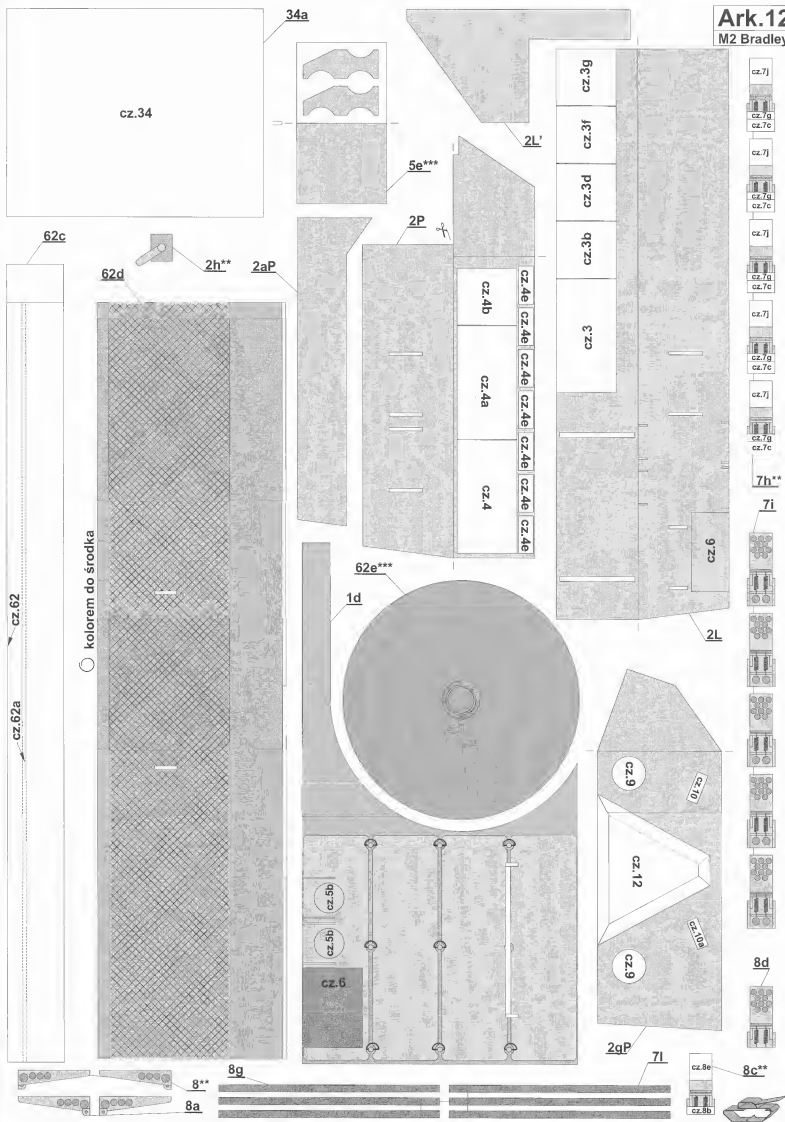 34a
Ark.12
M2 Bradley
cz.34
2L'
5e***
62c
2h**
62d
2aP
2P
cz.3g
cz.3f
cz.3d
cz.3b
cz.3
cz.4b
cz.4a
cz.4
cz.4e
cz.4e
cz.4e
cz.4e
cz.4e
cz.4e
cz.4e
cz.7j
cz.7g
cz.7c
cz.7j
cz.7g
cz.7c
cz.7j
cz.7g
cz.7c
cz.7j
cz.7g
cz.7c
cz.7j
cz.7g
cz.7c
7h**
7i
cz.62
cz.62a
kolorem do środka
62e***
1d
cz.6
2L
cz.9
cz.10
cz.12
cz.10a
cz.9
cz.5b
cz.5b
cz.6
8d
2gP
8g
7l
8**
8a
cz.8e
cz.8b
8c**